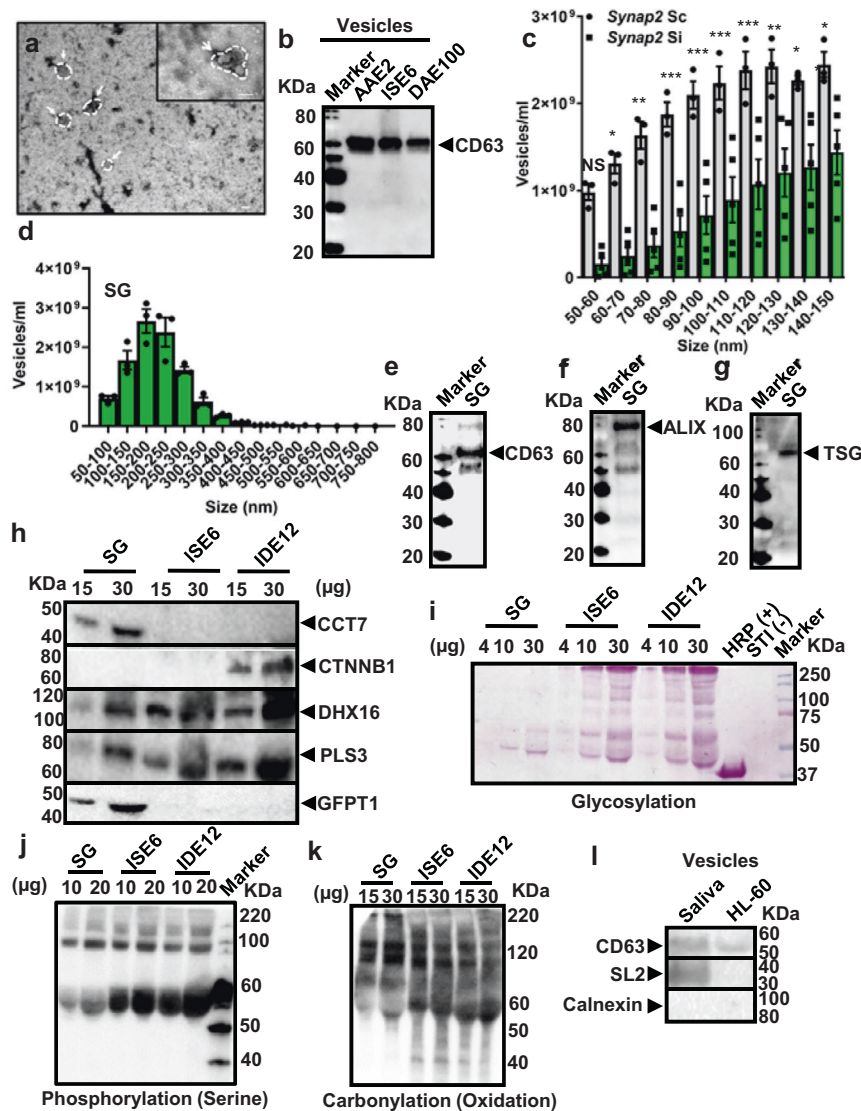 a
b
Vesicles
KDa
Marker
AAE2
ISE6
DAE100
80
60
40
30
20
CD63
c
Synap2 Sc
Synap2 Si
Vesicles/ml
3×10⁹
2×10⁹
1×10⁹
0
NS
*
**
***
***
***
***
**
*
*
50-60
60-70
70-80
80-90
90-100
100-110
110-120
120-130
130-140
140-150
Size (nm)
d
SG
Vesicles/ml
4×10⁹
3×10⁹
2×10⁹
1×10⁹
0
50-100
100-150
150-200
200-250
250-300
300-350
350-400
400-450
450-500
500-550
550-600
600-650
650-700
700-750
750-800
Size (nm)
e
Marker
SG
KDa
80
60
40
30
20
CD63
f
Marker
SG
KDa
80
60
40
30
20
ALIX
g
Marker
SG
KDa
100
80
60
40
30
20
TSG
h
SG ISE6 IDE12
KDa 15 30 15 30 15 30 (µg)
50
40
CCT7
80
60
CTNNB1
120
100
DHX16
80
60
PLS3
50
40
GFPT1
i
SG ISE6 IDE12
(µg) 4 10 30 4 10 30 4 10 30
HRP (+)
STI (-)
Marker
KDa
250
100
75
50
37
Glycosylation
j
SG ISE6 IDE12 Marker
(µg) 10 20 10 20 10 20 KDa
220
100
60
50
40
Phosphorylation (Serine)
k
SG ISE6 IDE12
(µg) 15 30 15 30 15 30 KDa
220
120
60
50
40
Carbonylation (Oxidation)
l
Vesicles
Saliva
HL-60
KDa
CD63 60
50
SL2 40
30
Calnexin 100
80